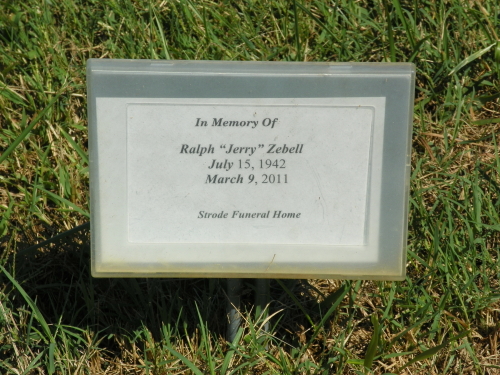 In Memory Of
Ralph “Jerry” Zebell
July 15, 1942
March 9, 2011
Strode Funeral Home